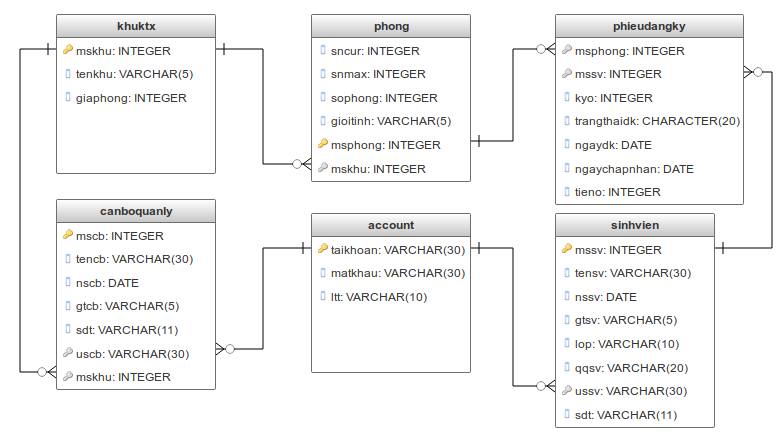 khuktx
mskhu: INTEGER
tenkhu: VARCHAR(5)
giaphong: INTEGER
phong
sncur: INTEGER
snmax: INTEGER
sophong: INTEGER
gioitinh: VARCHAR(5)
msphong: INTEGER
mskhu: INTEGER
phieudangky
msphong: INTEGER
mssv: INTEGER
kyo: INTEGER
trangthaidk: CHARACTER(20)
ngaydk: DATE
ngaychapnhan: DATE
tieno: INTEGER
canboquanly
mscb: INTEGER
tencb: VARCHAR(30)
nscb: DATE
gtcb: VARCHAR(5)
sdt: VARCHAR(11)
uscb: VARCHAR(30)
mskhu: INTEGER
account
taikhoan: VARCHAR(30)
matkhau: VARCHAR(30)
ltt: VARCHAR(10)
sinhvien
mssv: INTEGER
tensv: VARCHAR(30)
nssv: DATE
gtsv: VARCHAR(5)
lop: VARCHAR(10)
qqsv: VARCHAR(20)
ussv: VARCHAR(30)
sdt: VARCHAR(11)